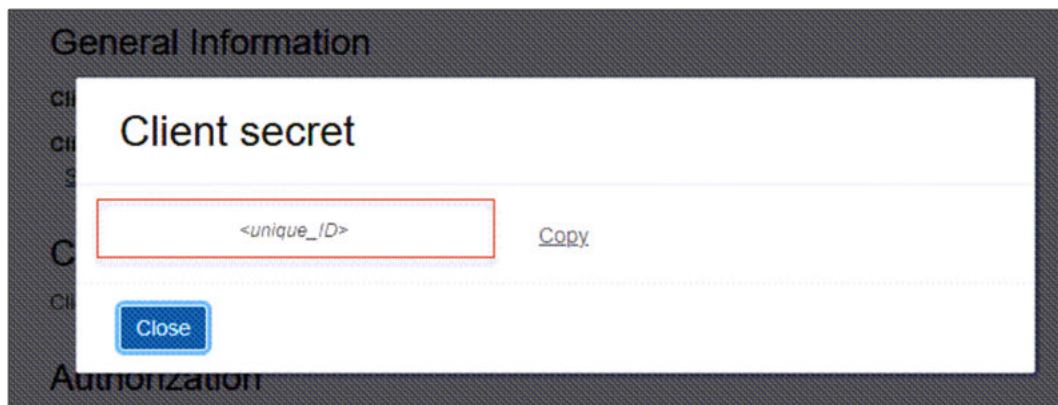 General Information
Client secret
<unique_ID>
Copy
Close
Authorization